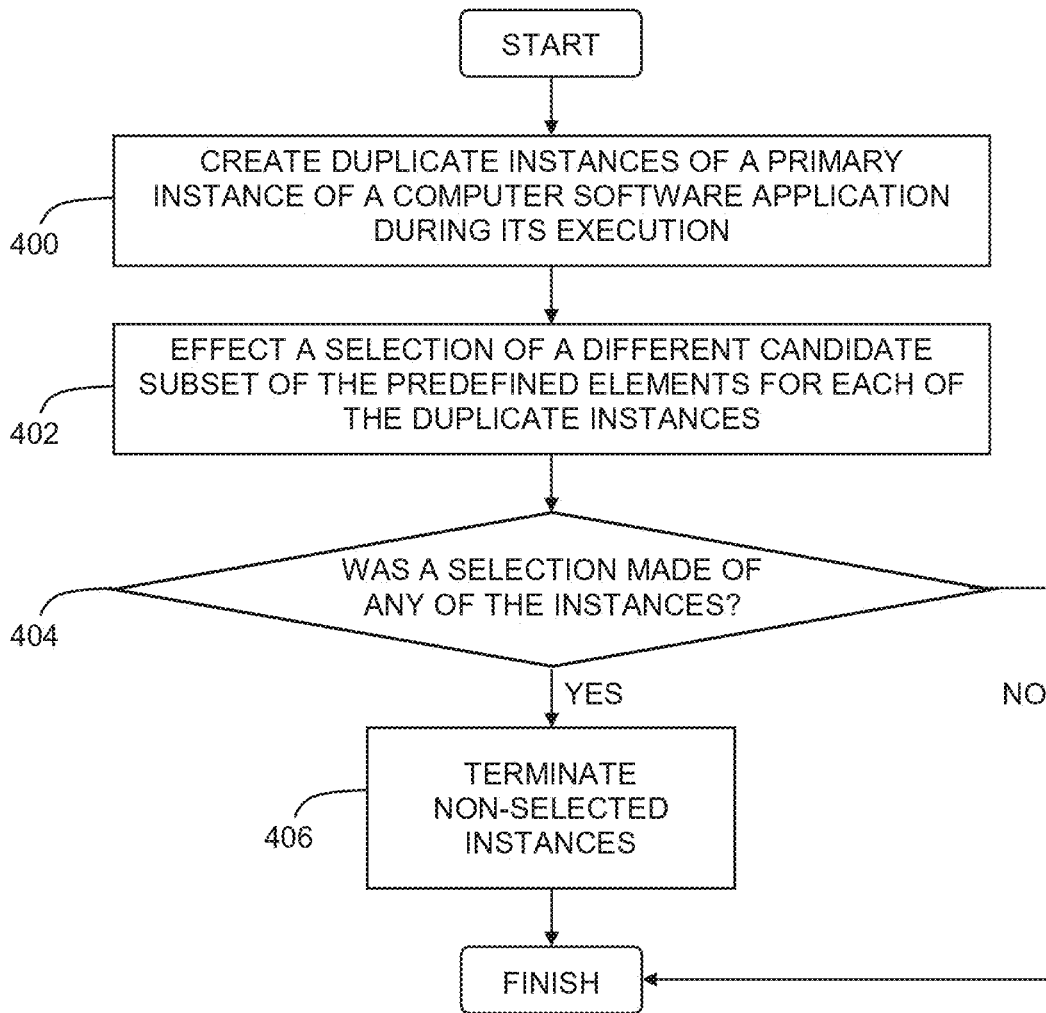 START
CREATE DUPLICATE INSTANCES OF A PRIMARY
INSTANCE OF A COMPUTER SOFTWARE APPLICATION
DURING ITS EXECUTION
400
EFFECT A SELECTION OF A DIFFERENT CANDIDATE
SUBSET OF THE PREDEFINED ELEMENTS FOR EACH OF
THE DUPLICATE INSTANCES
402
WAS A SELECTION MADE OF
ANY OF THE INSTANCES?
404
YES
NO
TERMINATE
NON-SELECTED
INSTANCES
406
FINISH